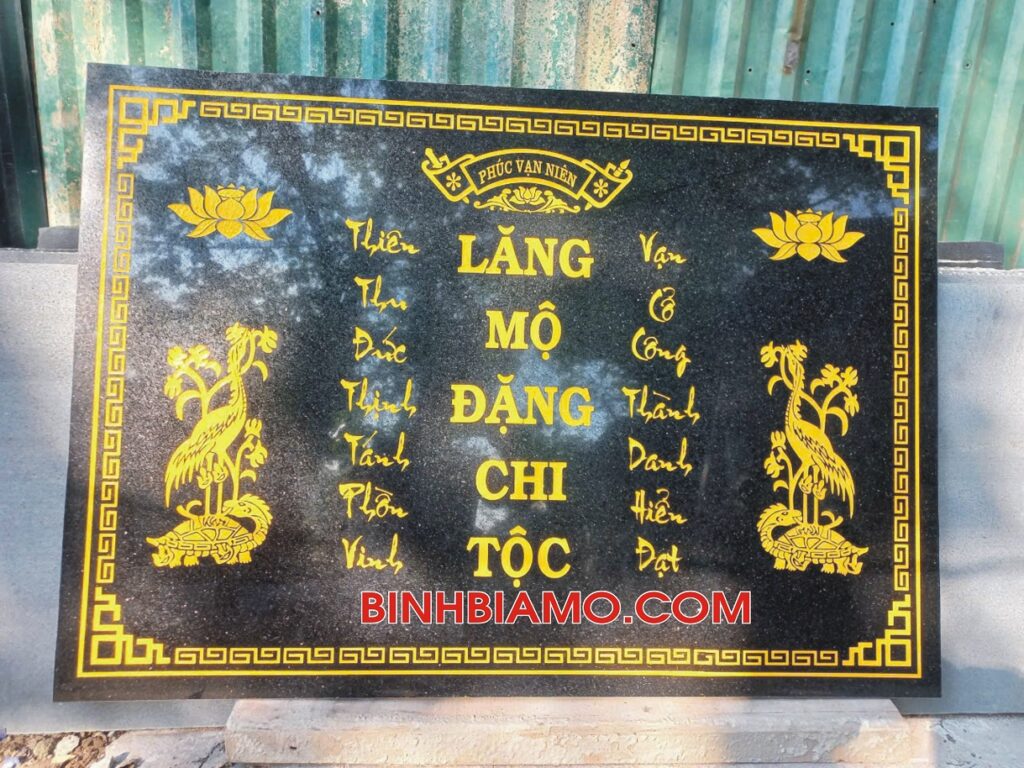 PHÚC VẠN NIÊN
LĂNG
MỘ
ĐẶNG
CHI
TỘC
Thiên
Thu
Đức
Thịnh
Tánh
Phồn
Vinh
Vạn
Cổ
Công
Thành
Danh
Hiển
Đạt
BINHBIAMO.COM